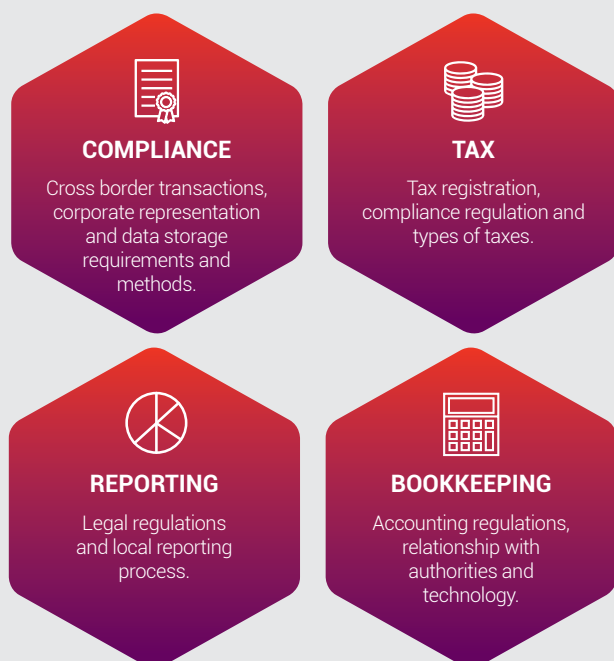 COMPLIANCE
Cross border transactions,
corporate representation
and data storage
requirements and
methods.
TAX
Tax registration,
compliance regulation and
types of taxes.
REPORTING
Legal regulations
and local reporting
process.
BOOKKEEPING
Accounting regulations,
relationship with
authorities and
technology.